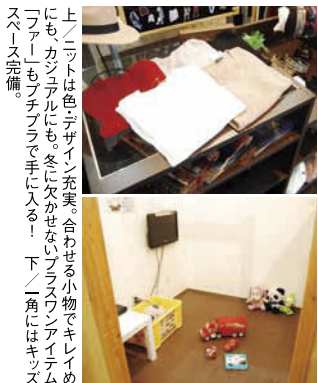 上／ニットは色・デザイン充実。合わせる小物でキレイめ
にも、カジュアルにも。冬に欠かせないプラスワンアイテム
「ファー」もプチプラで手に入る！　下／一角にはキッズ
スペース完備。